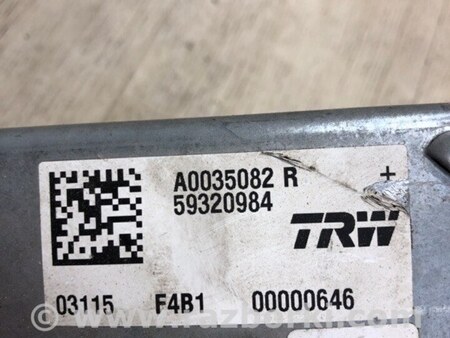 A0035082 R +
59320984
TRW
03115 F4B1 00000646